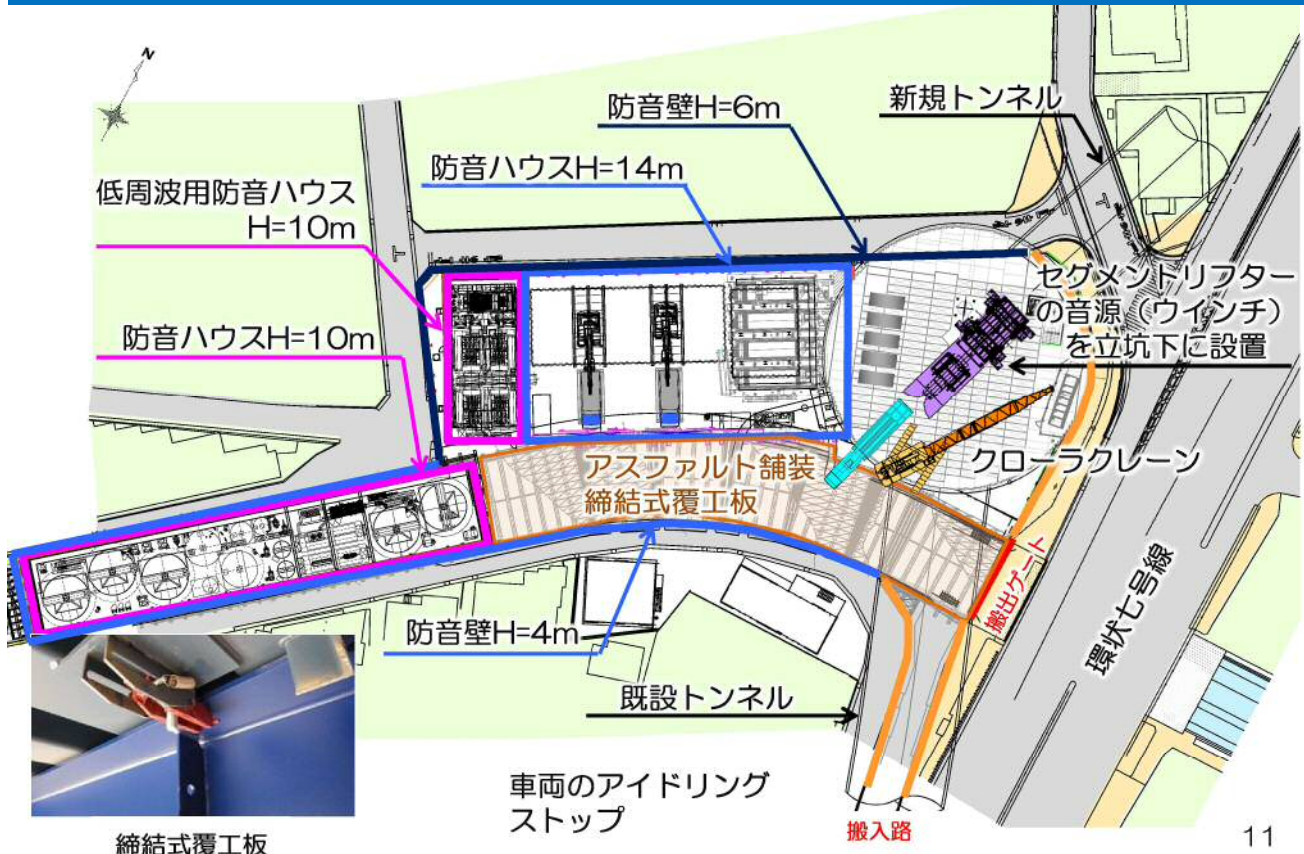 N
防音壁H=6m
新規トンネル
防音ハウスH=14m
低周波用防音ハウス
H=10m
セグメントリフター
の音源（ウインチ）
を立坑下に設置
防音ハウスH=10m
クローラクレーン
アスファルト舗装
締結式覆工板
搬出ゲート
環状七号線
防音壁H=4m
既設トンネル
車両のアイドリング
ストップ
搬入路
締結式覆工板
11